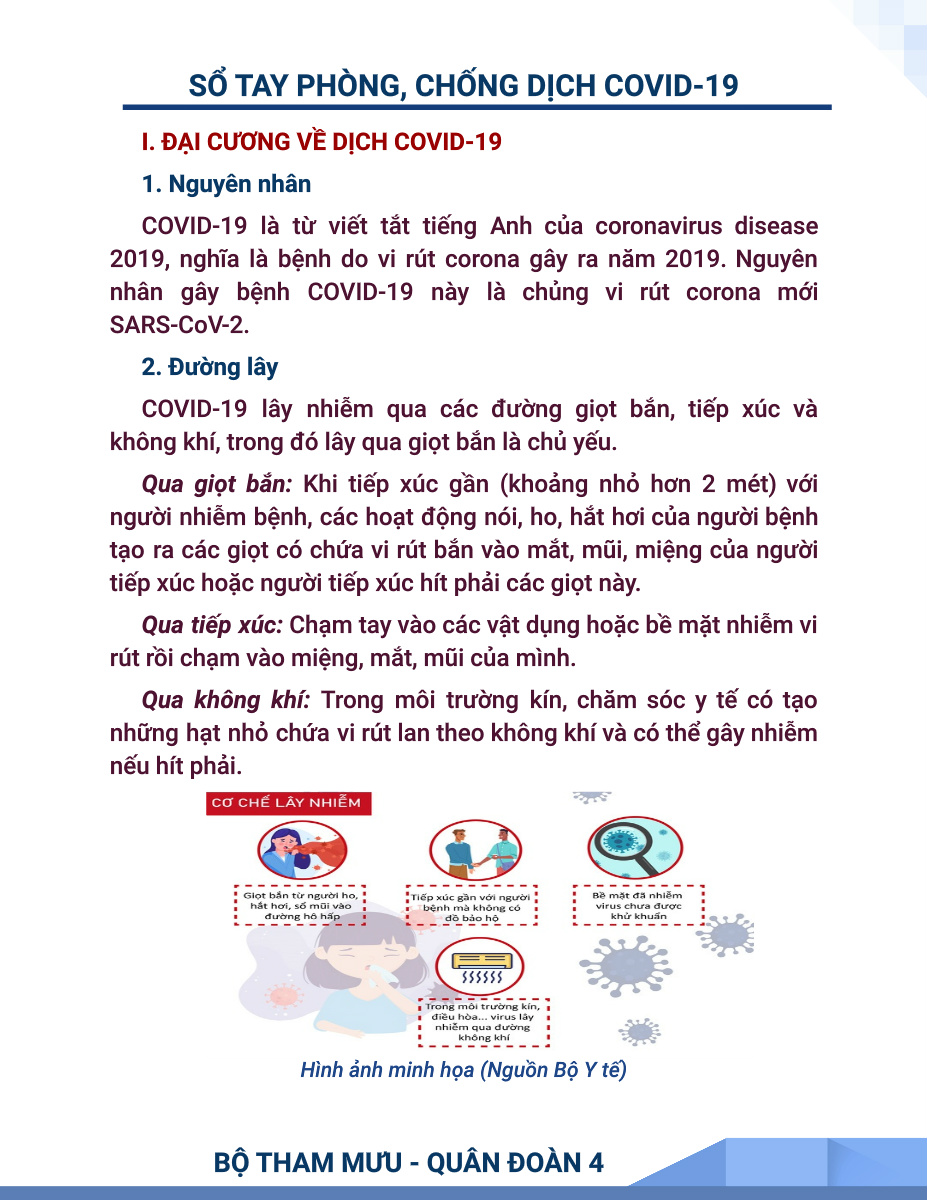 SỔ TAY PHÒNG, CHỐNG DỊCH COVID-19
I. ĐẠI CƯƠNG VỀ DỊCH COVID-19
1. Nguyên nhân
COVID-19 là từ viết tắt tiếng Anh của coronavirus disease
2019, nghĩa là bệnh do vi rút corona gây ra năm 2019. Nguyên
nhân gây bệnh COVID-19 này là chủng vi rút corona mới
SARS-CoV-2.
2. Đường lây
COVID-19 lây nhiễm qua các đường giọt bắn, tiếp xúc và
không khí, trong đó lây qua giọt bắn là chủ yếu.
Qua giọt bắn: Khi tiếp xúc gần (khoảng nhỏ hơn 2 mét) với
người nhiễm bệnh, các hoạt động nói, ho, hắt hơi của người bệnh
tạo ra các giọt có chứa vi rút bắn vào mắt, mũi, miệng của người
tiếp xúc hoặc người tiếp xúc hít phải các giọt này.
Qua tiếp xúc: Chạm tay vào các vật dụng hoặc bề mặt nhiễm vi
rút rồi chạm vào miệng, mắt, mũi của mình.
Qua không khí: Trong môi trường kín, chăm sóc y tế có tạo
những hạt nhỏ chứa vi rút lan theo không khí và có thể gây nhiễm
nếu hít phải.
CƠ CHẾ LÂY NHIỄM
Giọt bắn từ người ho,
hắt hơi, sổ mũi vào
đường hô hấp
Tiếp xúc gần với người
bệnh mà không có
đồ bảo hộ
Bề mặt đã nhiễm
virus chưa được
khử khuẩn
Trong môi trường kín,
điều hòa... virus lây
nhiễm qua đường
không khí
Hình ảnh minh họa (Nguồn Bộ Y tế)
BỘ THAM MƯU - QUÂN ĐOÀN 4